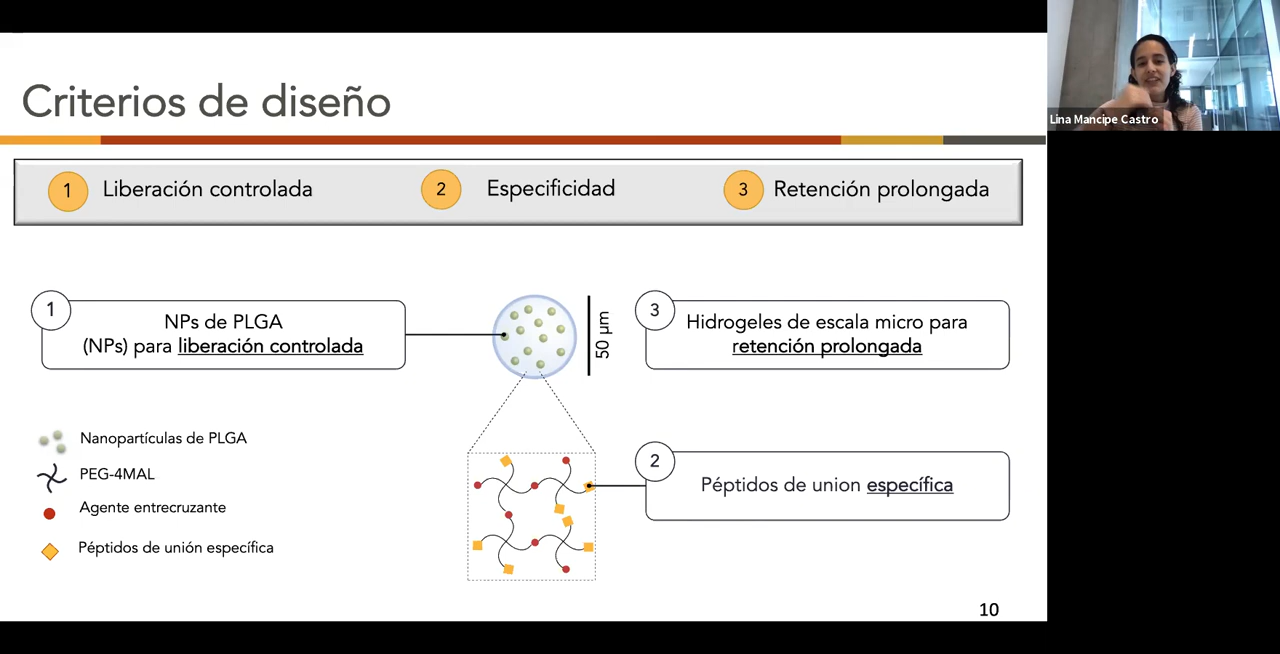 Criterios de diseño
Lina Mancipe Castro
1 Liberación controlada
2 Especificidad
3 Retención prolongada
1
NPs de PLGA
(NPs) para liberación controlada
50 μm
3
Hidrogeles de escala micro para
retención prolongada
Nanopartículas de PLGA
PEG-4MAL
Agente entrecruzante
Péptidos de unión específica
2
Péptidos de union específica
10